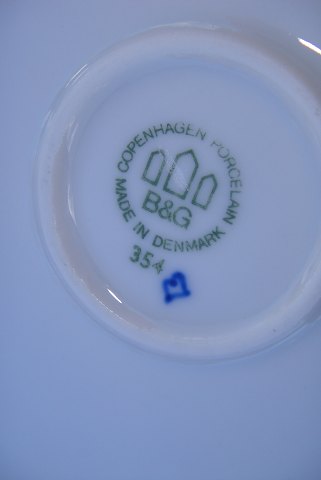 COPENHAGEN PORCELAIN
B&G
MADE IN DENMARK
354